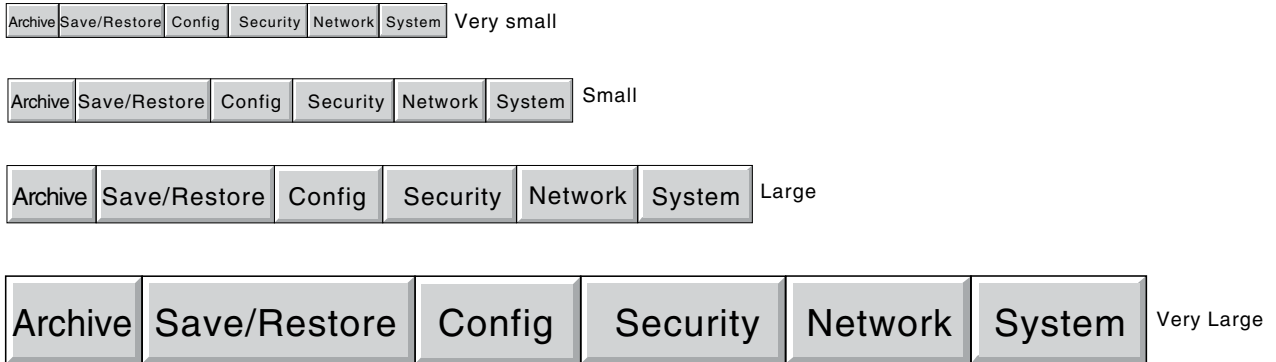 Archive Save/Restore Config Security Network System Very small
Archive Save/Restore Config Security Network System Small
Archive Save/Restore Config Security Network System Large
Archive Save/Restore Config Security Network System Very Large